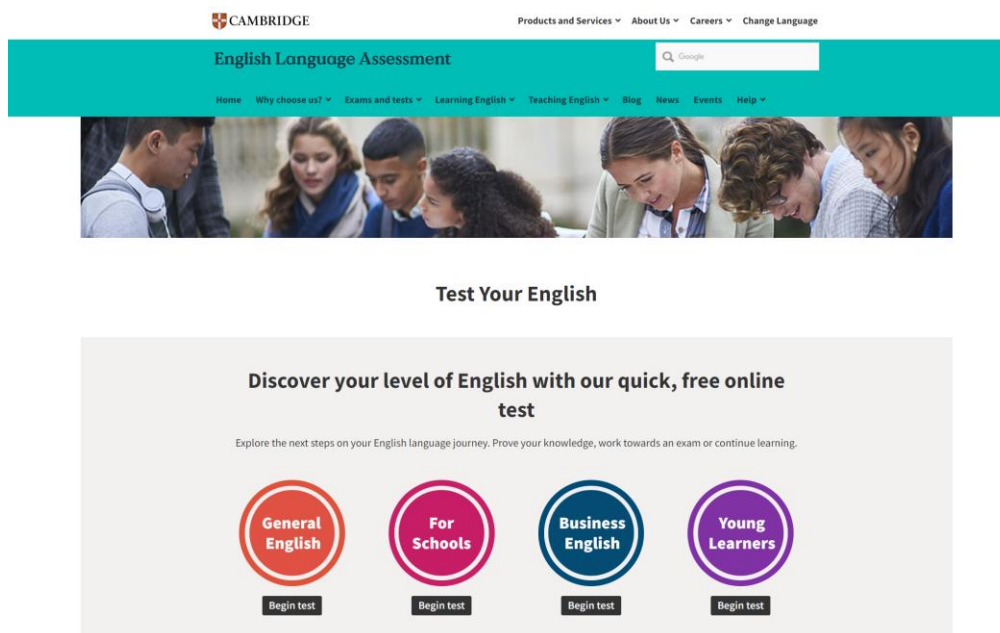 CAMBRIDGE
Products and Services About Us Careers Change Language
English Language Assessment
Google
Home Why choose us? Exams and tests Learning English Teaching English Blog News Events Help
Test Your English
Discover your level of English with our quick, free online
test
Explore the next steps on your English language journey. Prove your knowledge, work towards an exam or continue learning.
General
English
For
Schools
Business
English
Young
Learners
Begin test
Begin test
Begin test
Begin test